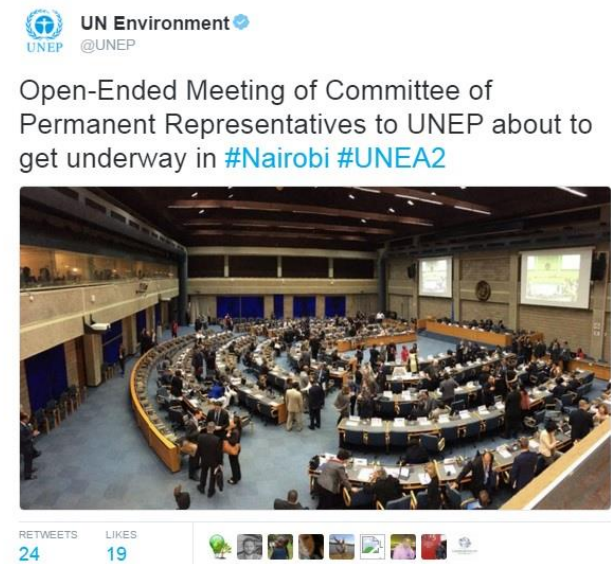 UN Environment
UNEP
@UNEP
Open-Ended Meeting of Committee of
Permanent Representatives to UNEP about to
get underway in #Nairobi #UNEA2
RETWEETS
LIKES
24
19